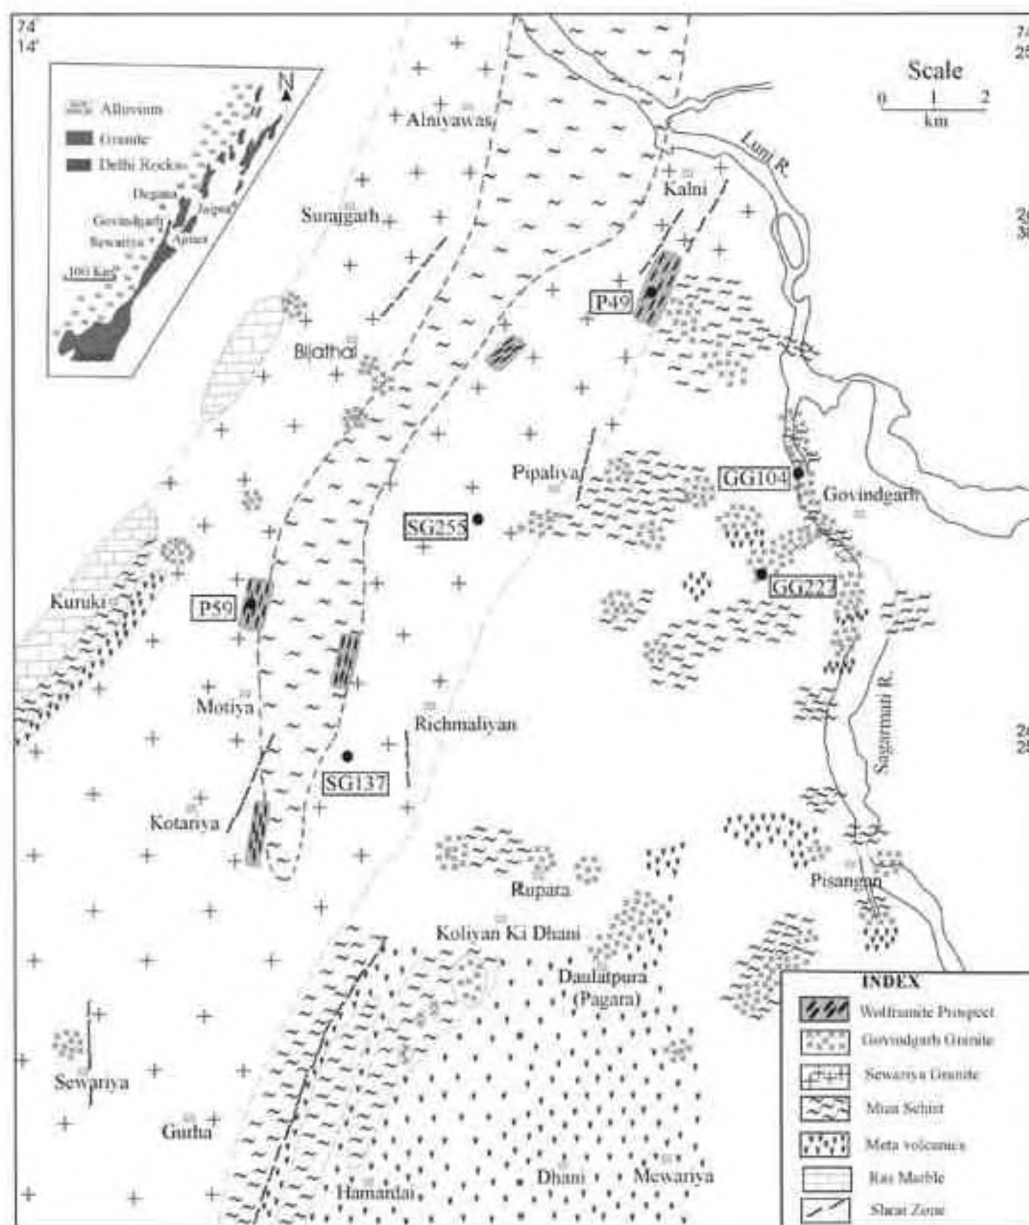 74°
14'
Alluvium
Granite
Delhi Rocks
N
Degana
Govindgarh
Sewariya
Jaipur
Ajmer
100 Km
Scale
0 1 2
km
Alniyawas
Luni R.
Kalni
Surajgarh
P49
Bijathal
Pipaliya
GG104
Govindgarh
SG255
Kuruki
P59
GG227
Motiya
Richmaliyan
Sagarmati R.
SG137
Kotariya
Rupara
Pisangan
Koliyan Ki Dhani
Daulatpura
(Pagara)
Sewariya
Gurha
Hamardai
Dhani
Mewariya
INDEX
Wolframite Prospect
Govindgarh Granite
Sewariya Granite
Mica Schist
Meta volcanics
Ras Marble
Shear Zone